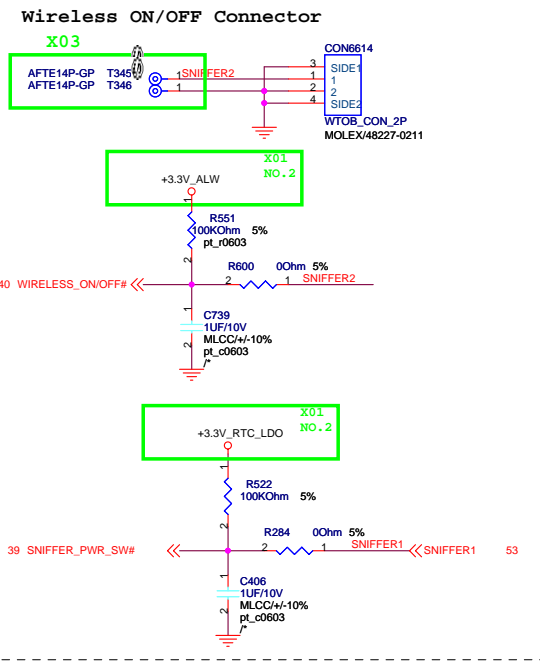 Wireless ON/OFF Connector
X03
CON6614
AFTE14P-GP T345 1 SNIFFER2 3 SIDE1
AFTE14P-GP T346 1 1 1
2 2
4 SIDE2
WTOB_CON_2P
MOLEX/48227-0211
X01
NO.2
+3.3V_ALW
1
R551
100KOhm 5%
pt_r0603
2
R600 0Ohm 5%
40 WIRELESS_ON/OFF# 2 1 SNIFFER2
1 C739
1UF/10V
MLCC/+/-10%
2 pt_c0603
/*
X01
NO.2
+3.3V_RTC_LDO
1
R522
100KOhm 5%
2
R284 0Ohm 5%
39 SNIFFER_PWR_SW# 2 1 SNIFFER1 SNIFFER1 53
1 C406
1UF/10V
MLCC/+/-10%
2 pt_c0603
/*